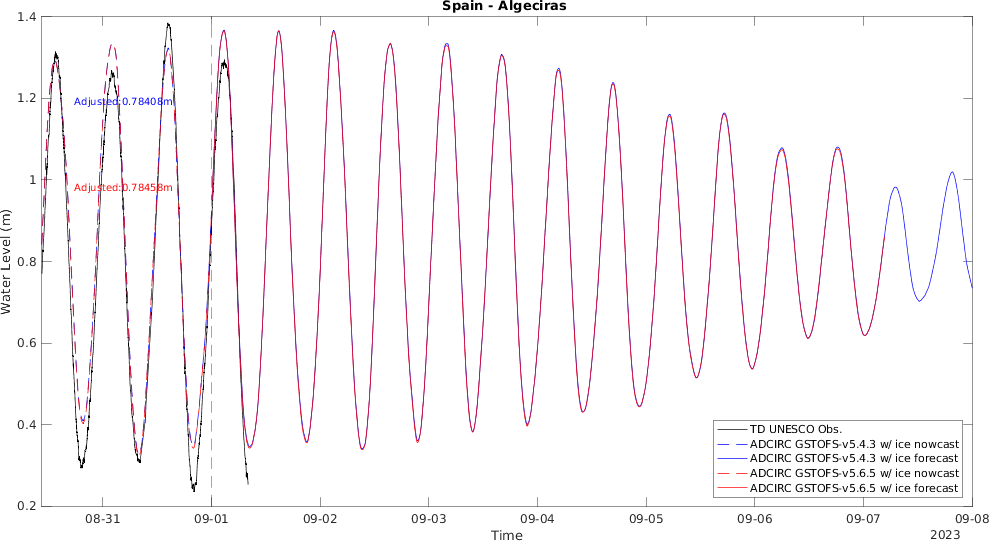 Spain - Algeciras
1.4
1.2
1
0.8
0.6
0.4
0.2
Water Level (m)
Adjusted:0.78408m
Adjusted:0.78458m
TD UNESCO Obs.
ADCIRC GSTOFS-v5.4.3 w/ ice nowcast
ADCIRC GSTOFS-v5.4.3 w/ ice forecast
ADCIRC GSTOFS-v5.6.5 w/ ice nowcast
ADCIRC GSTOFS-v5.6.5 w/ ice forecast
08-31 09-01 09-02 09-03 09-04 09-05 09-06 09-07 09-08
Time
2023